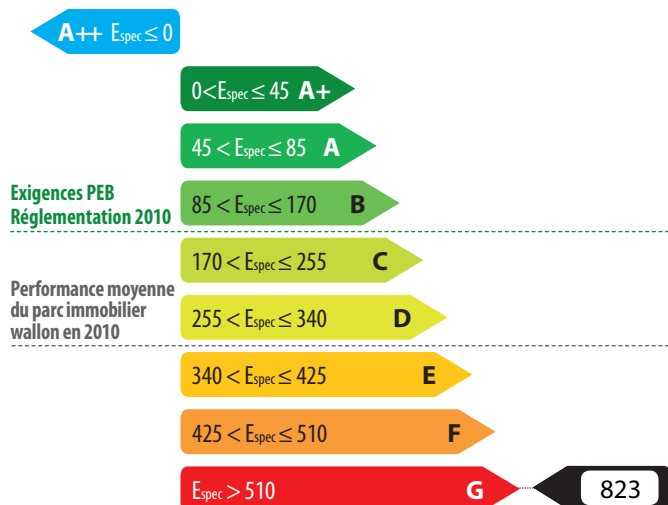 A++ Espec ≤ 0
0<Espec ≤ 45 A+
45 < Espec ≤ 85 A
Exigences PEB
Réglementation 2010
85 < Espec ≤ 170 B
170 < Espec ≤ 255 C
Performance moyenne
du parc immobilier
wallon en 2010
255 < Espec ≤ 340 D
340 < Espec ≤ 425 E
425 < Espec ≤ 510 F
Espec > 510 G 823